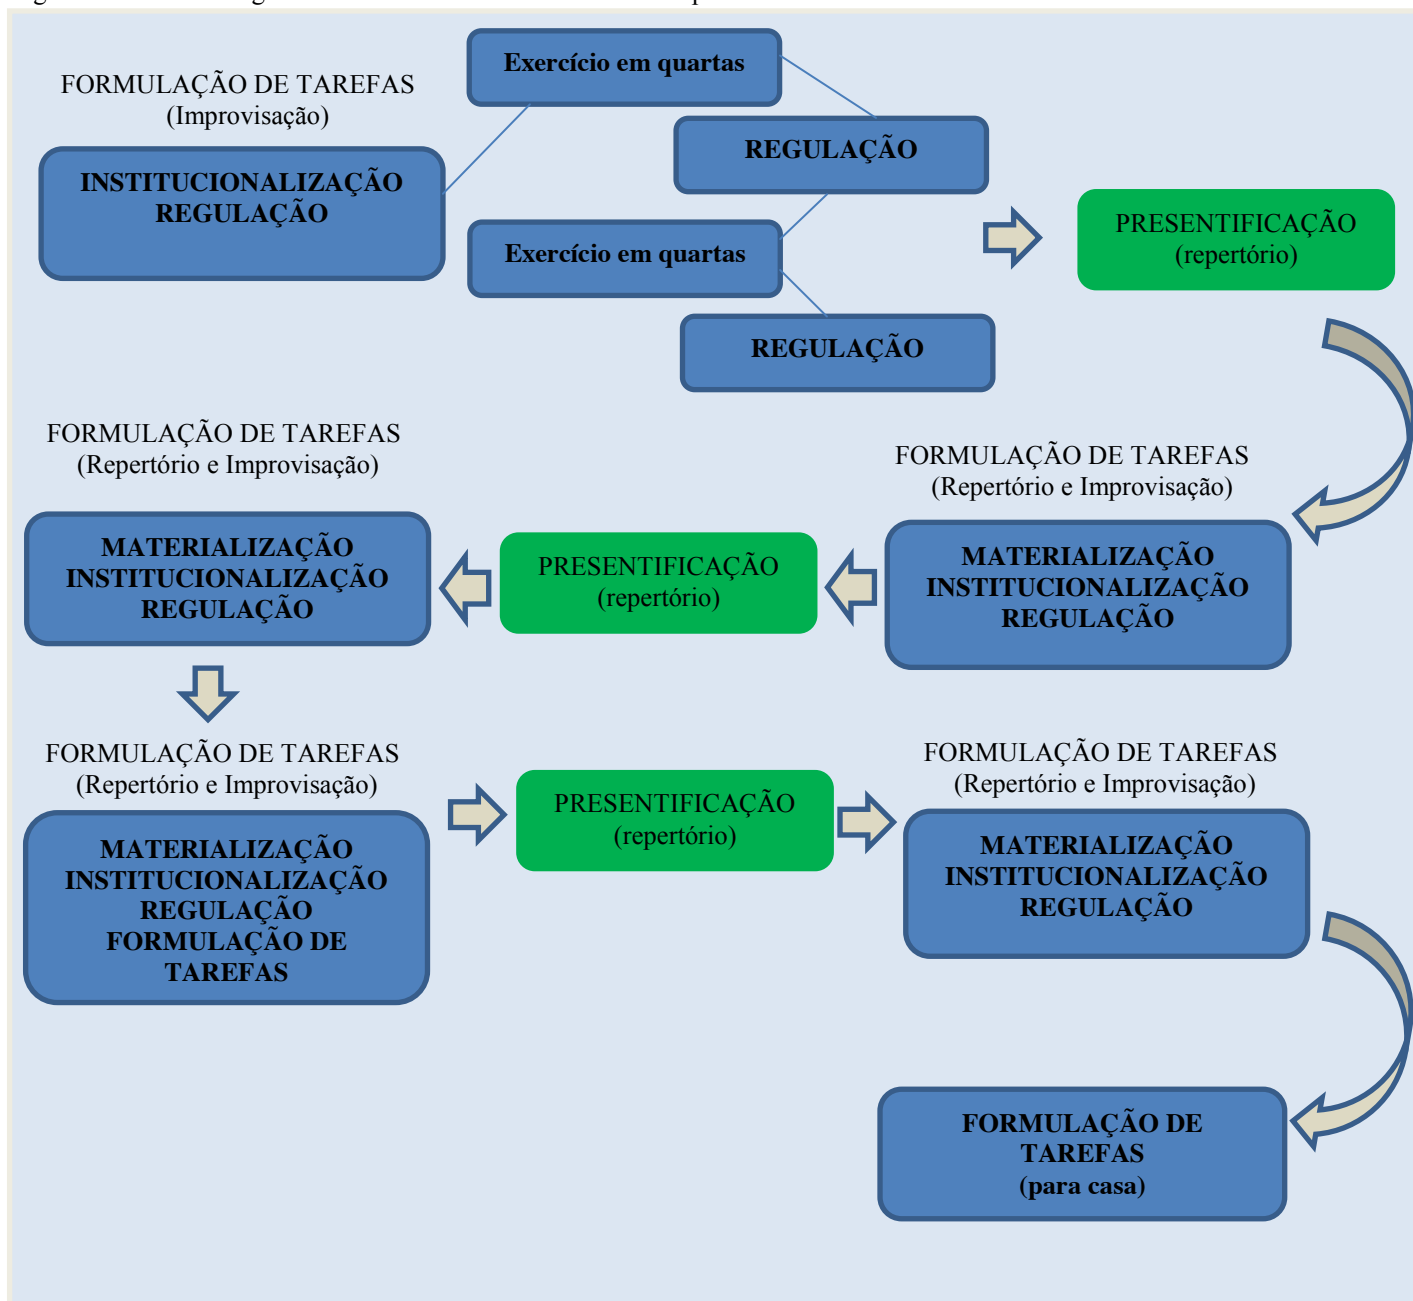 FORMULAÇÃO DE TAREFAS
(Improvisação)
INSTITUCIONALIZAÇÃO
REGULAÇÃO
Exercício em quartas
REGULAÇÃO
Exercício em quartas
REGULAÇÃO
PRESENTIFICAÇÃO
(repertório)
FORMULAÇÃO DE TAREFAS
(Repertório e Improvisação)
MATERIALIZAÇÃO
INSTITUCIONALIZAÇÃO
REGULAÇÃO
PRESENTIFICAÇÃO
(repertório)
FORMULAÇÃO DE TAREFAS
(Repertório e Improvisação)
MATERIALIZAÇÃO
INSTITUCIONALIZAÇÃO
REGULAÇÃO
FORMULAÇÃO DE TAREFAS
(Repertório e Improvisação)
MATERIALIZAÇÃO
INSTITUCIONALIZAÇÃO
REGULAÇÃO
FORMULAÇÃO DE
TAREFAS
PRESENTIFICAÇÃO
(repertório)
FORMULAÇÃO DE TAREFAS
(Repertório e Improvisação)
MATERIALIZAÇÃO
INSTITUCIONALIZAÇÃO
REGULAÇÃO
FORMULAÇÃO DE
TAREFAS
(para casa)